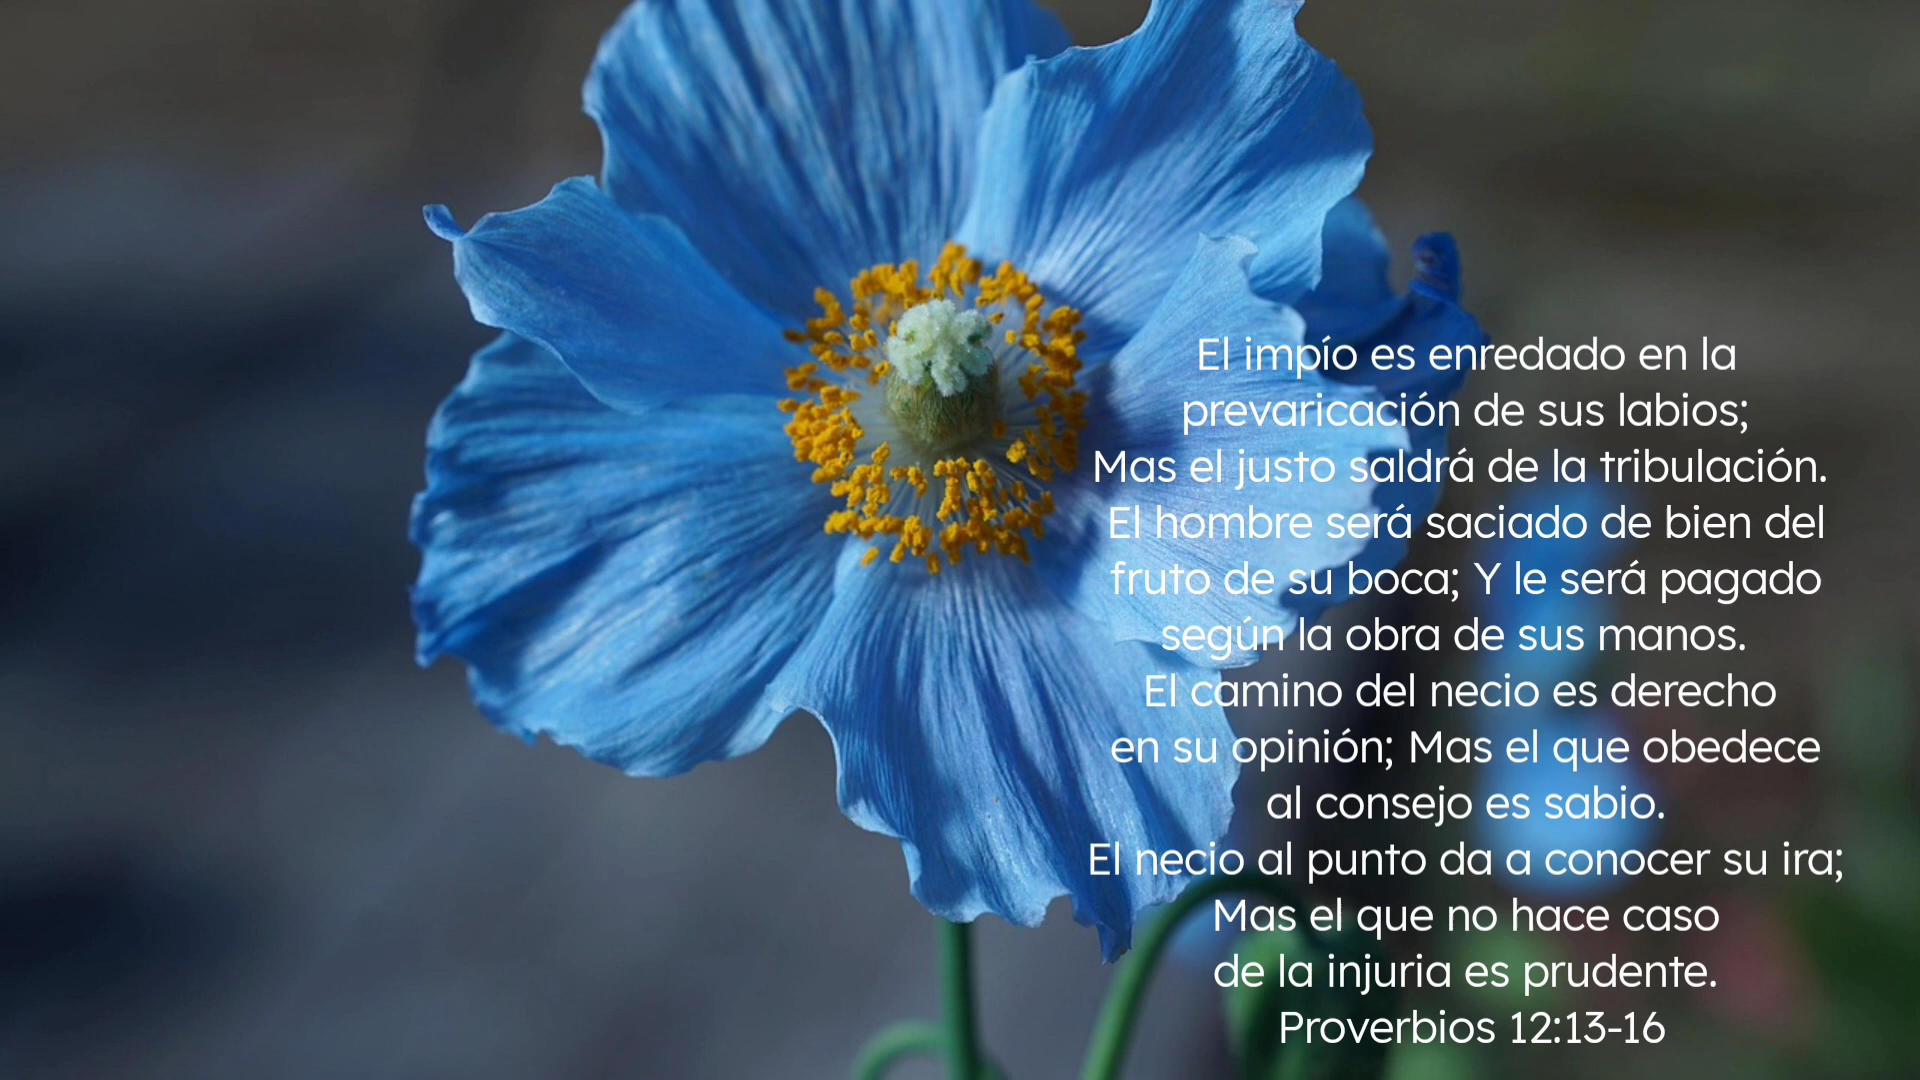 El impío es enredado en la
prevaricación de sus labios;
Mas el justo saldrá de la tribulación.
El hombre será saciado de bien del
fruto de su boca; Y le será pagado
según la obra de sus manos.
El camino del necio es derecho
en su opinión; Mas el que obedece
al consejo es sabio.
El necio al punto da a conocer su ira;
Mas el que no hace caso
de la injuria es prudente.
Proverbios 12:13-16